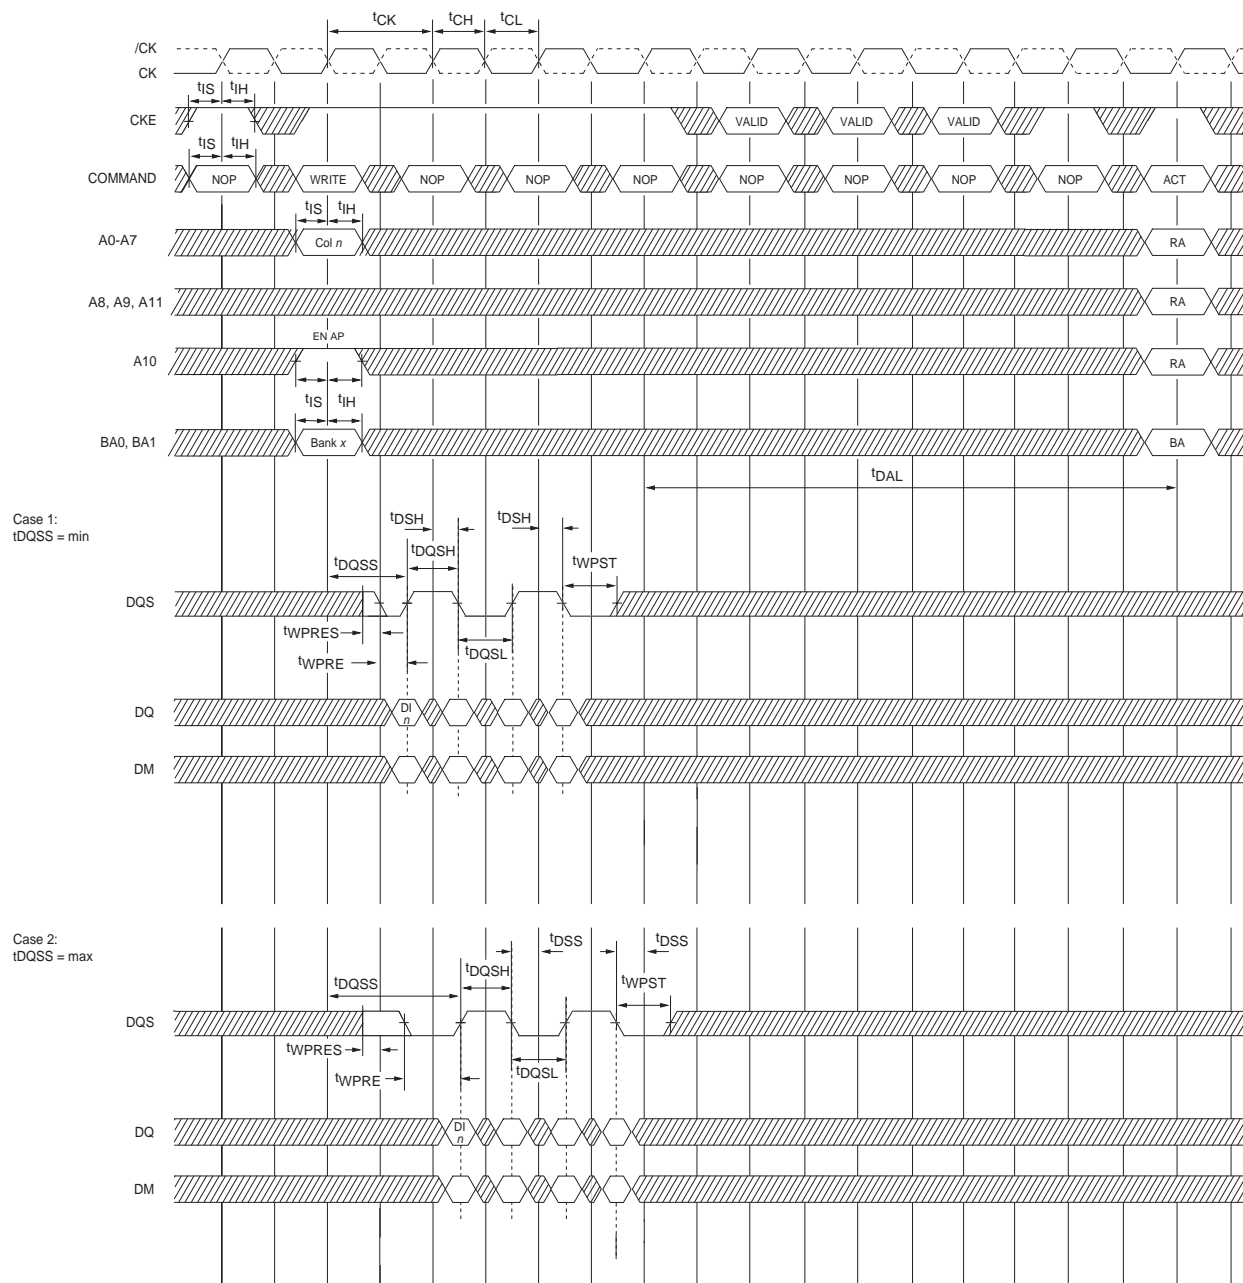 tCK tCH tCL
/CK
CK
tIS tIH
CKE VALID VALID VALID
tIS tIH
COMMAND NOP WRITE NOP NOP NOP NOP NOP NOP NOP ACT
tIS tIH
A0-A7 Col n RA
A8, A9, A11 RA
EN AP
A10 RA
tIS tIH
BA0, BA1 Bank x BA
tDAL
Case 1:
tDQSS = min
tDSH tDSH
tDQSS tDQSH tWPST
DQS
tWPRES
tWPRE tDQSL
DQ DI n
DM
Case 2:
tDQSS = max
tDSS tDSS
tDQSS tDQSH tWPST
DQS
tWPRES
tWPRE tDQSL
DQ DI n
DM